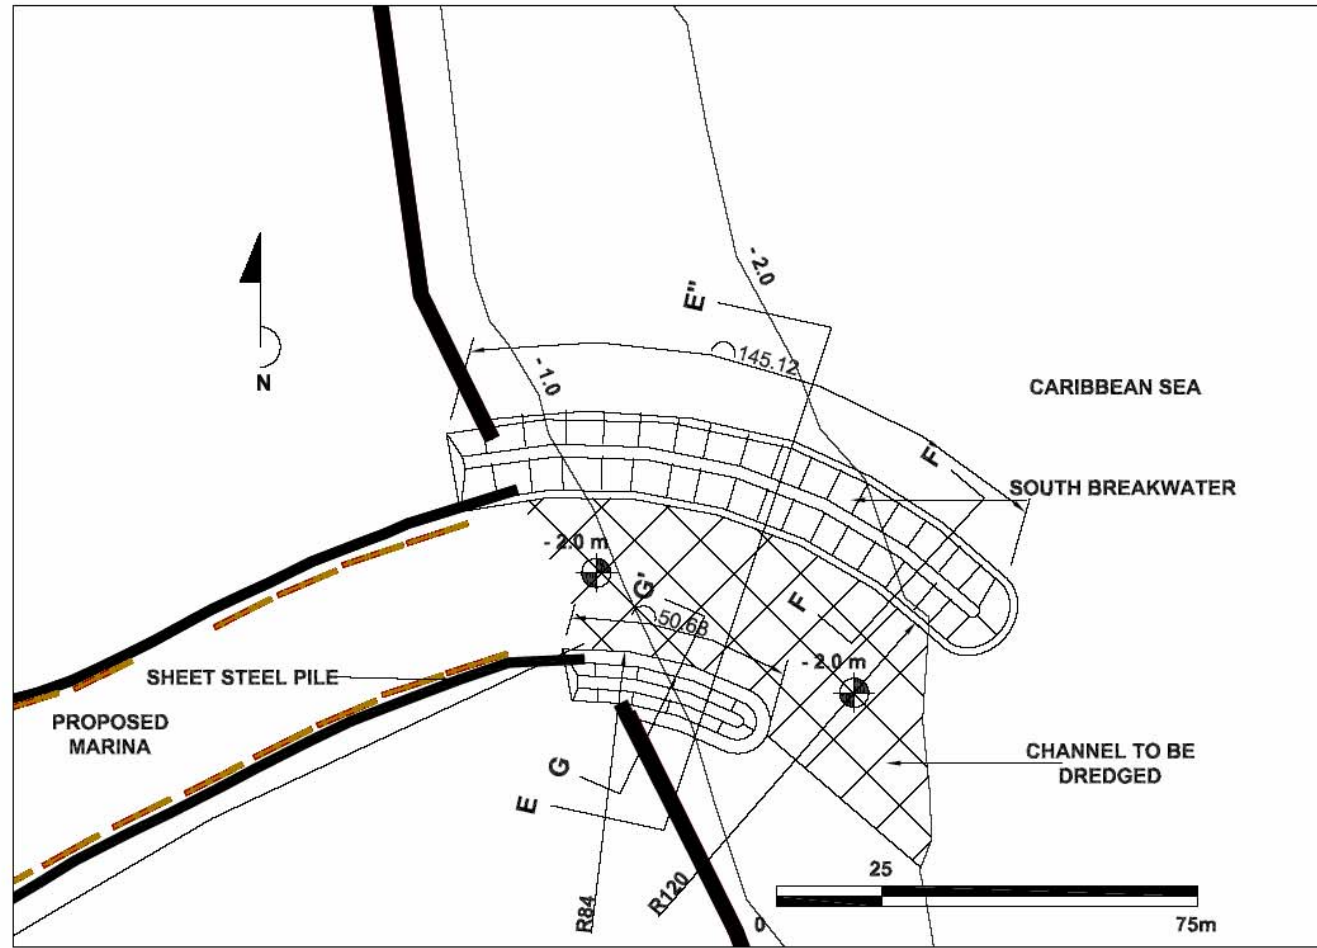 - 2.0
E"
145.12
- 1.0
N
CARIBBEAN SEA
F'
SOUTH BREAKWATER
- 2.0 m
G'
50.68
F
- 2.0 m
SHEET STEEL PILE
PROPOSED
MARINA
CHANNEL TO BE
DREDGED
G
E
R84
R120
25
0
75m